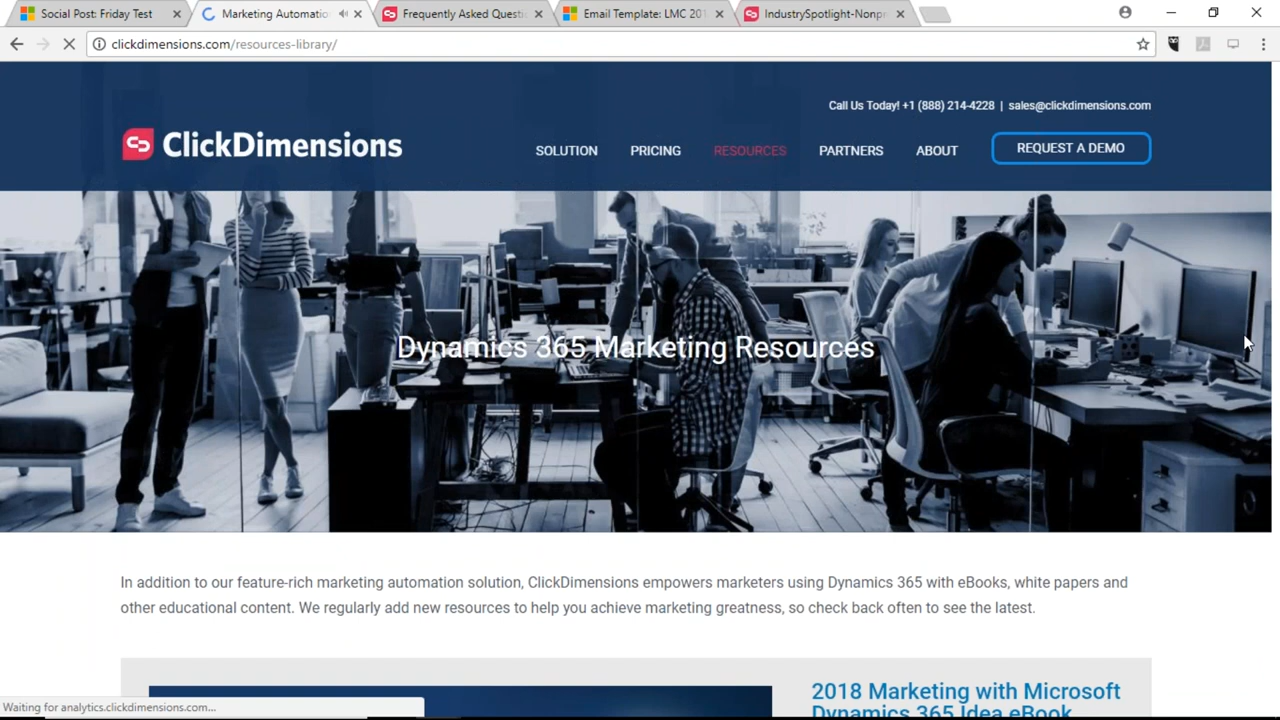 Social Post: Friday Test
Marketing Automatio
Frequently Asked Questi
Email Template: LMC 201
IndustrySpotlight-Nonpr
clickdimensions.com/resources-library/
Call Us Today! +1 (888) 214-4228 | sales@clickdimensions.com
ClickDimensions
SOLUTION PRICING RESOURCES PARTNERS ABOUT REQUEST A DEMO
Dynamics 365 Marketing Resources
In addition to our feature-rich marketing automation solution, ClickDimensions empowers marketers using Dynamics 365 with eBooks, white papers and
other educational content. We regularly add new resources to help you achieve marketing greatness, so check back often to see the latest.
2018 Marketing with Microsoft
Dynamics 365 Idea eBook
Waiting for analytics.clickdimensions.com...